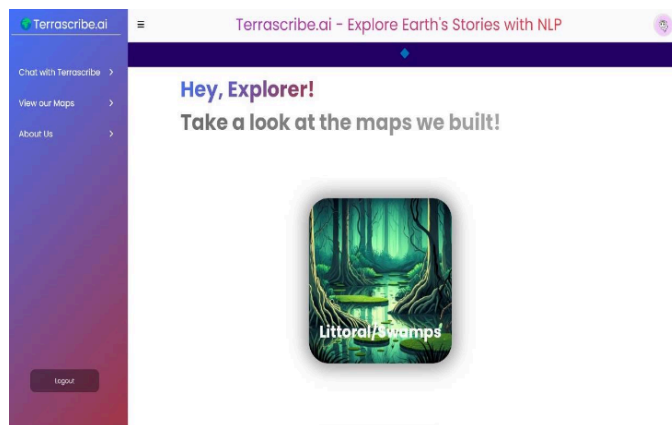 Terrascribe.ai
Terrascribe.ai - Explore Earth's Stories with NLP
Chat with Terrascribe
View our Maps
About Us
Logout
Hey, Explorer!
Take a look at the maps we built!
Littoral/Swamps